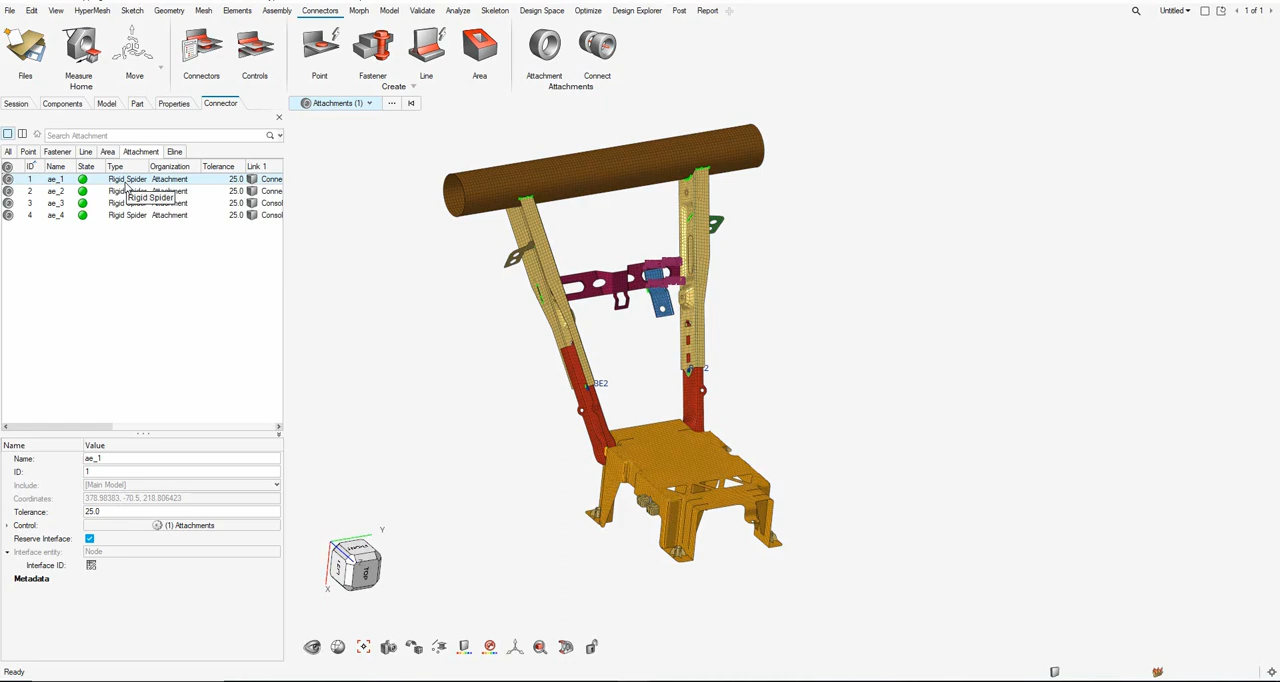 File Edit View HyperMesh Sketch Geometry Mesh Elements Assembly Connectors Morph Model Validate Analyze Skeleton Design Space Optimize Design Explorer Post Report Untitled 1 of 1
Files Measure Move Connectors Controls Point Fastener Line Area Attachment Connect
Home Create Attachments
Session Components Model Part Properties Connector Attachments (1)
Search Attachment
All Point Fastener Line Area Attachment Eline
ID Name State Type Organization Tolerance Link 1
1 ae_1 Rigid Spider Attachment 25.0 Conne
2 ae_2 Attachment 25.0 Conne
Rigid Spider
3 ae_3 Attachment 25.0 Consol
4 ae_4 Rigid Spider Attachment 25.0 Consol
BE2
2
Name Value
Name: ae_1
ID: 1
Include: [Main Model]
Coordinates: 378.98383, -70.5, 218.806423
Tolerance: 25.0
Control: (1) Attachments
Reserve Interface:
Interface entity: Node
Interface ID:
Metadata
Y
TOP
X
Ready